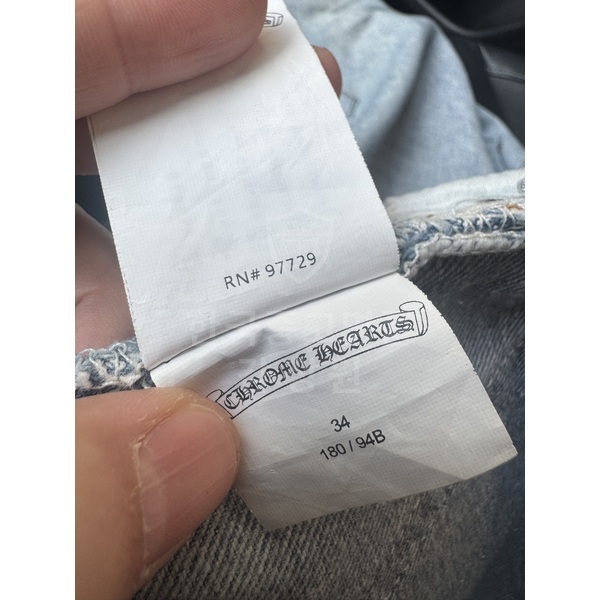 RN# 97729
CHROME HEARTS
34
180 / 94B